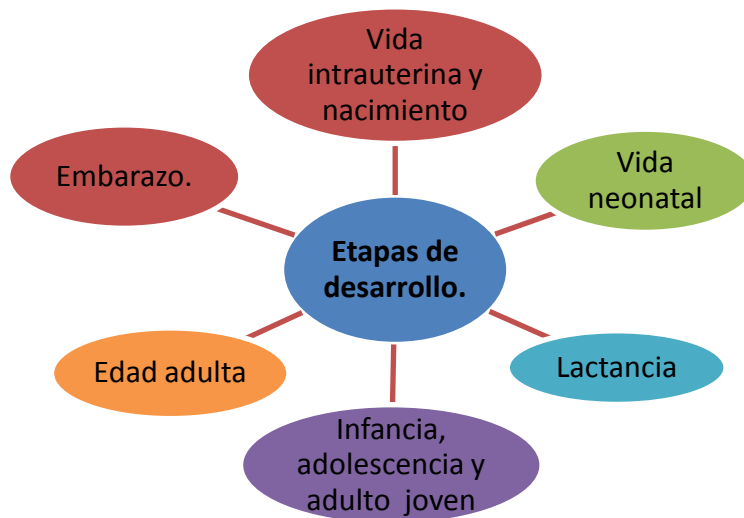 Vida
intrauterina y
nacimiento
Embarazo.
Vida
neonatal
Etapas de
desarrollo.
Edad adulta
Lactancia
Infancia,
adolescencia y
adulto joven